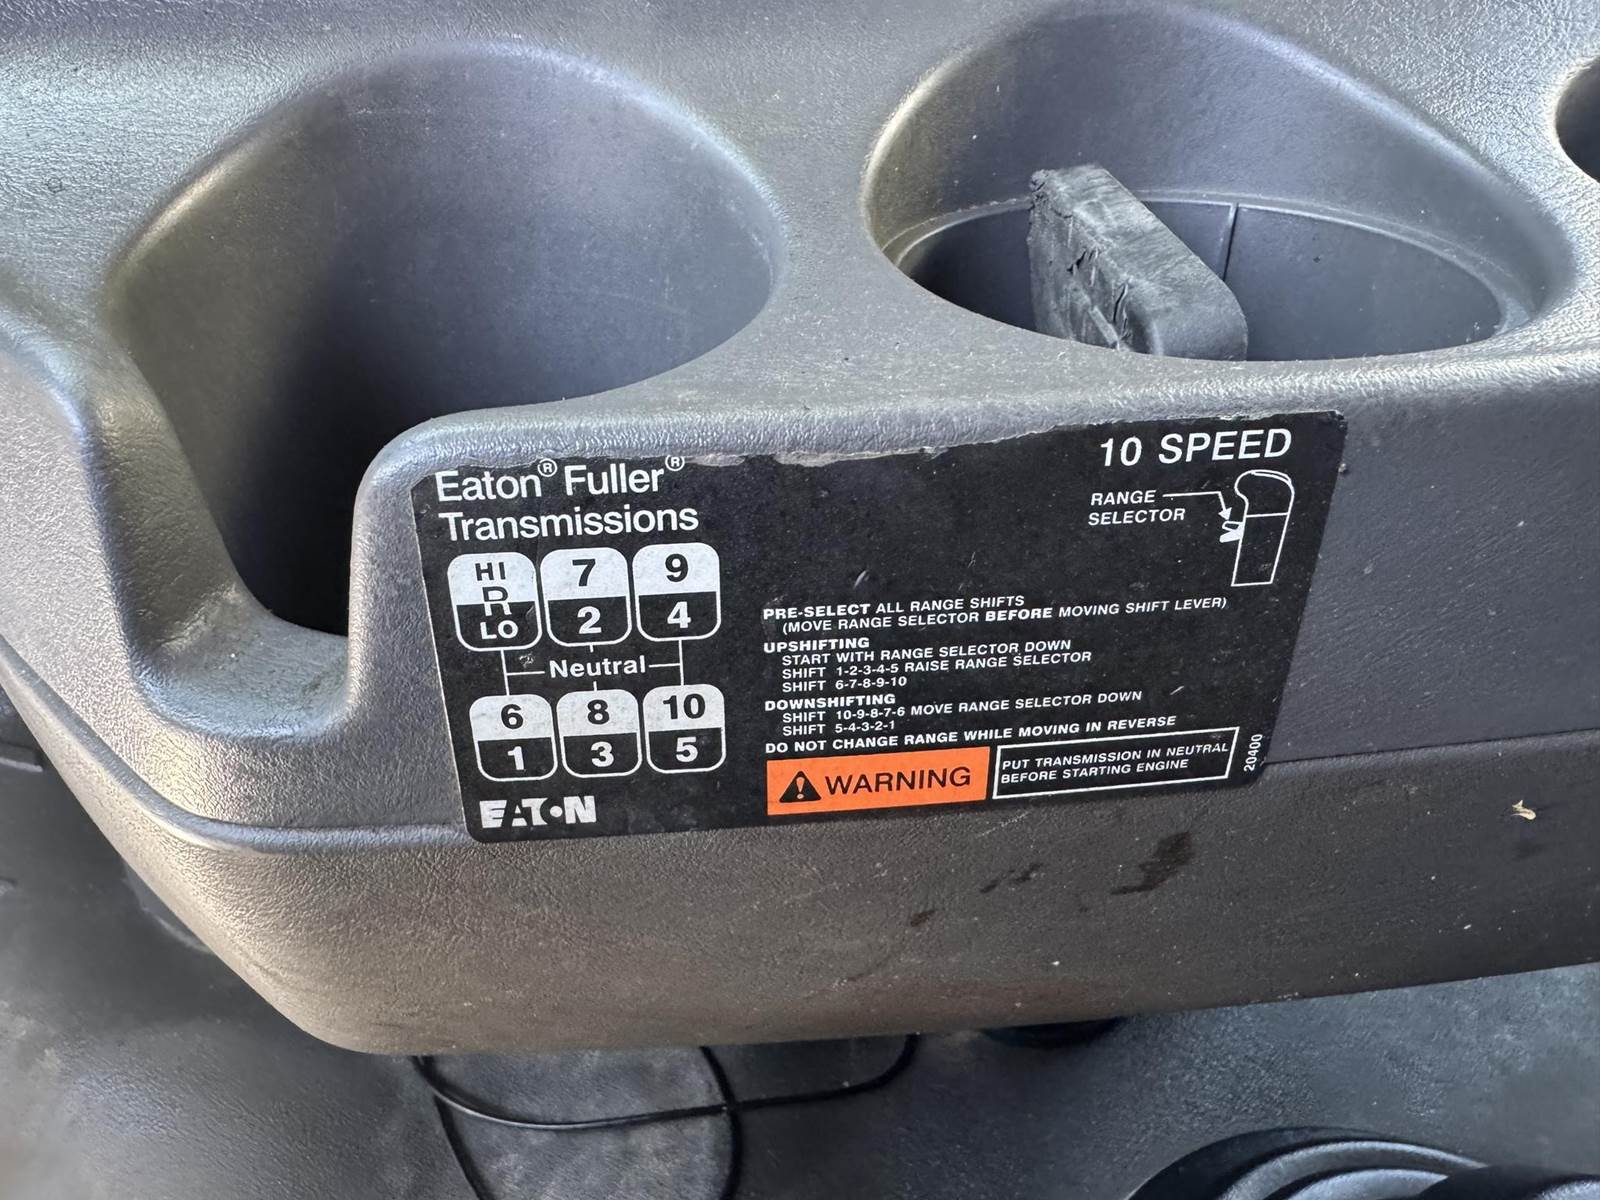 Eaton® Fuller®
Transmissions
10 SPEED
RANGE
SELECTOR
HI 7 9
R
LO 2 4
Neutral
6 8 10
1 3 5
EATON
PRE-SELECT ALL RANGE SHIFTS
(MOVE RANGE SELECTOR BEFORE MOVING SHIFT LEVER)
UPSHIFTING
START WITH RANGE SELECTOR DOWN
SHIFT 1-2-3-4-5 RAISE RANGE SELECTOR
SHIFT 6-7-8-9-10
DOWNSHIFTING
SHIFT 10-9-8-7-6 MOVE RANGE SELECTOR DOWN
SHIFT 5-4-3-2-1
DO NOT CHANGE RANGE WHILE MOVING IN REVERSE
WARNING
PUT TRANSMISSION IN NEUTRAL
BEFORE STARTING ENGINE
20400